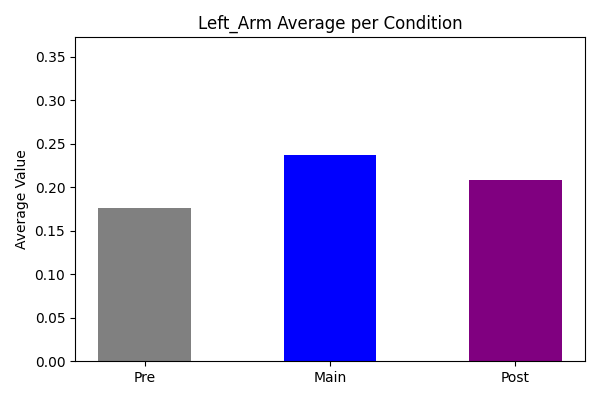 Left_Arm Average per Condition
Average Value
0.35
0.30
0.25
0.20
0.15
0.10
0.05
0.00
Pre
Main
Post